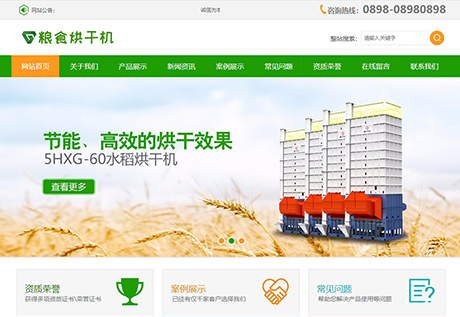 网站公告:
诚信为本
咨询热线: 0898-08980898
粮食烘干机
整站搜索: 请输入关键字
网站首页 关于我们 产品展示 新闻资讯 案例展示 常见问题 资质荣誉 在线留言 联系我们
节能、高效的烘干效果
5HXG-60水稻烘干机
查看更多
资质荣誉
获得多项资质证书\荣誉证书
案例展示
已经有仅千家客户选择我们
常见问题
帮助您解决产品使用等问题